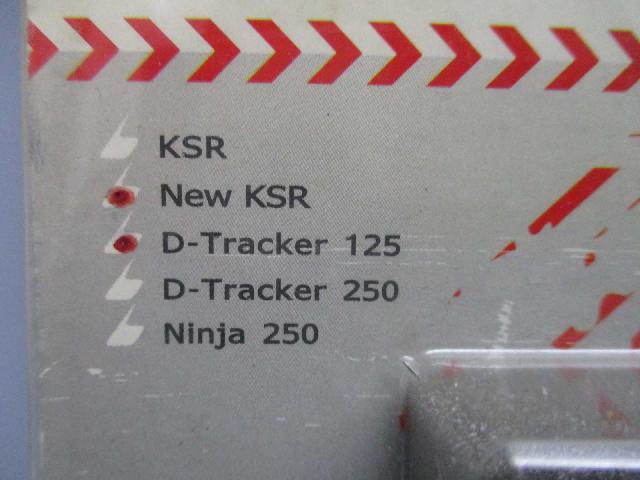 KSR
New KSR
D-Tracker 125
D-Tracker 250
Ninja 250